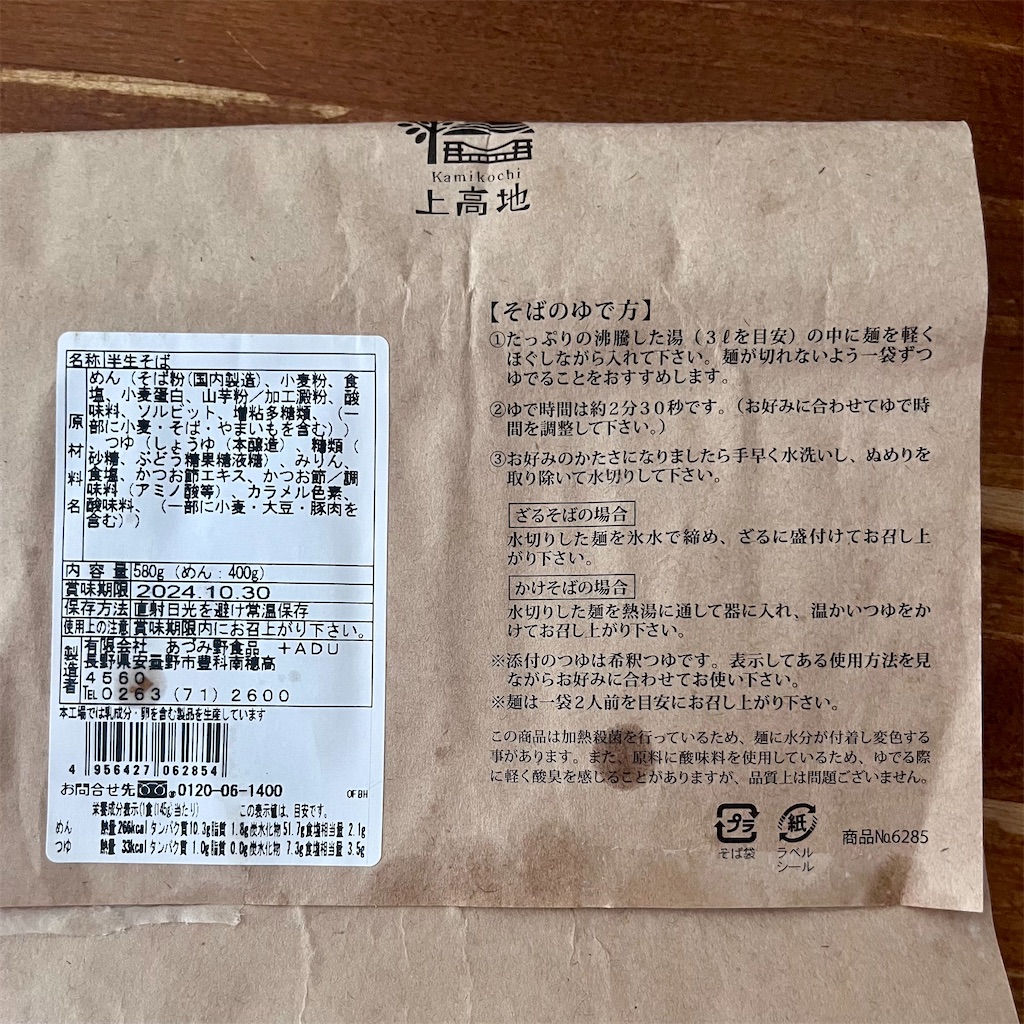 Kamikochi
上高地
名称 半生そば
原材料名
めん（そば粉(国内製造)、小麦粉、食
塩、小麦蛋白、山芋粉／加工澱粉、酸
味料、ソルビット、増粘多糖類、（一
部に小麦・そば・やまいもを含む））
、つゆ（しょうゆ（本醸造）、糖類（
砂糖、ぶどう糖果糖液糖）、みりん、
食塩、かつお節エキス、かつお節／調
味料（アミノ酸等）、カラメル色素、
酸味料、（一部に小麦・大豆・豚肉を
含む））
内容量 580g（めん：400g）
賞味期限 2024.10.30
保存方法 直射日光を避け常温保存
使用上の注意 賞味期限内にお召上がり下さい。
製造者
有限会社 あづみ野食品 +ADU
長野県安曇野市豊科南穂高
4560
TEL 0263（71）2600
本工場では乳成分・卵を含む製品を生産しています
4 956427 062854
お問合せ先 0120-06-1400
OFBH
栄養成分表示(1食(145g)当たり) この表示値は、目安です。
めん 熱量 266kcal タンパク質10.3g 脂質 1.8g 炭水化物 51.7g 食塩相当量 2.1g
つゆ 熱量 33kcal タンパク質 1.0g 脂質 0.0g 炭水化物 7.3g 食塩相当量 3.5g
【そばのゆで方】
①たっぷりの沸騰した湯（3ℓを目安）の中に麺を軽く
ほぐしながら入れて下さい。麺が切れないよう一袋ずつ
ゆでることをおすすめします。
②ゆで時間は約2分30秒です。（お好みに合わせてゆで時
間を調整して下さい。）
③お好みのかたさになりましたら手早く水洗いし、ぬめりを
取り除いて水切りして下さい。
ざるそばの場合
水切りした麺を氷水で締め、ざるに盛付けてお召し上
がり下さい。
かけそばの場合
水切りした麺を熱湯に通して器に入れ、温かいつゆをか
けてお召し上がり下さい。
※添付のつゆは希釈つゆです。表示してある使用方法を見
ながらお好みに合わせてお使い下さい。
※麺は一袋2人前を目安にお召し上がり下さい。
この商品は加熱殺菌を行っているため、麺に水分が付着し変色する
事があります。また、原料に酸味料を使用しているため、ゆでる際
に軽く酸臭を感じることがありますが、品質上は問題ございません。
プラ
そば袋
紙
ラベル
シール
商品No.6285